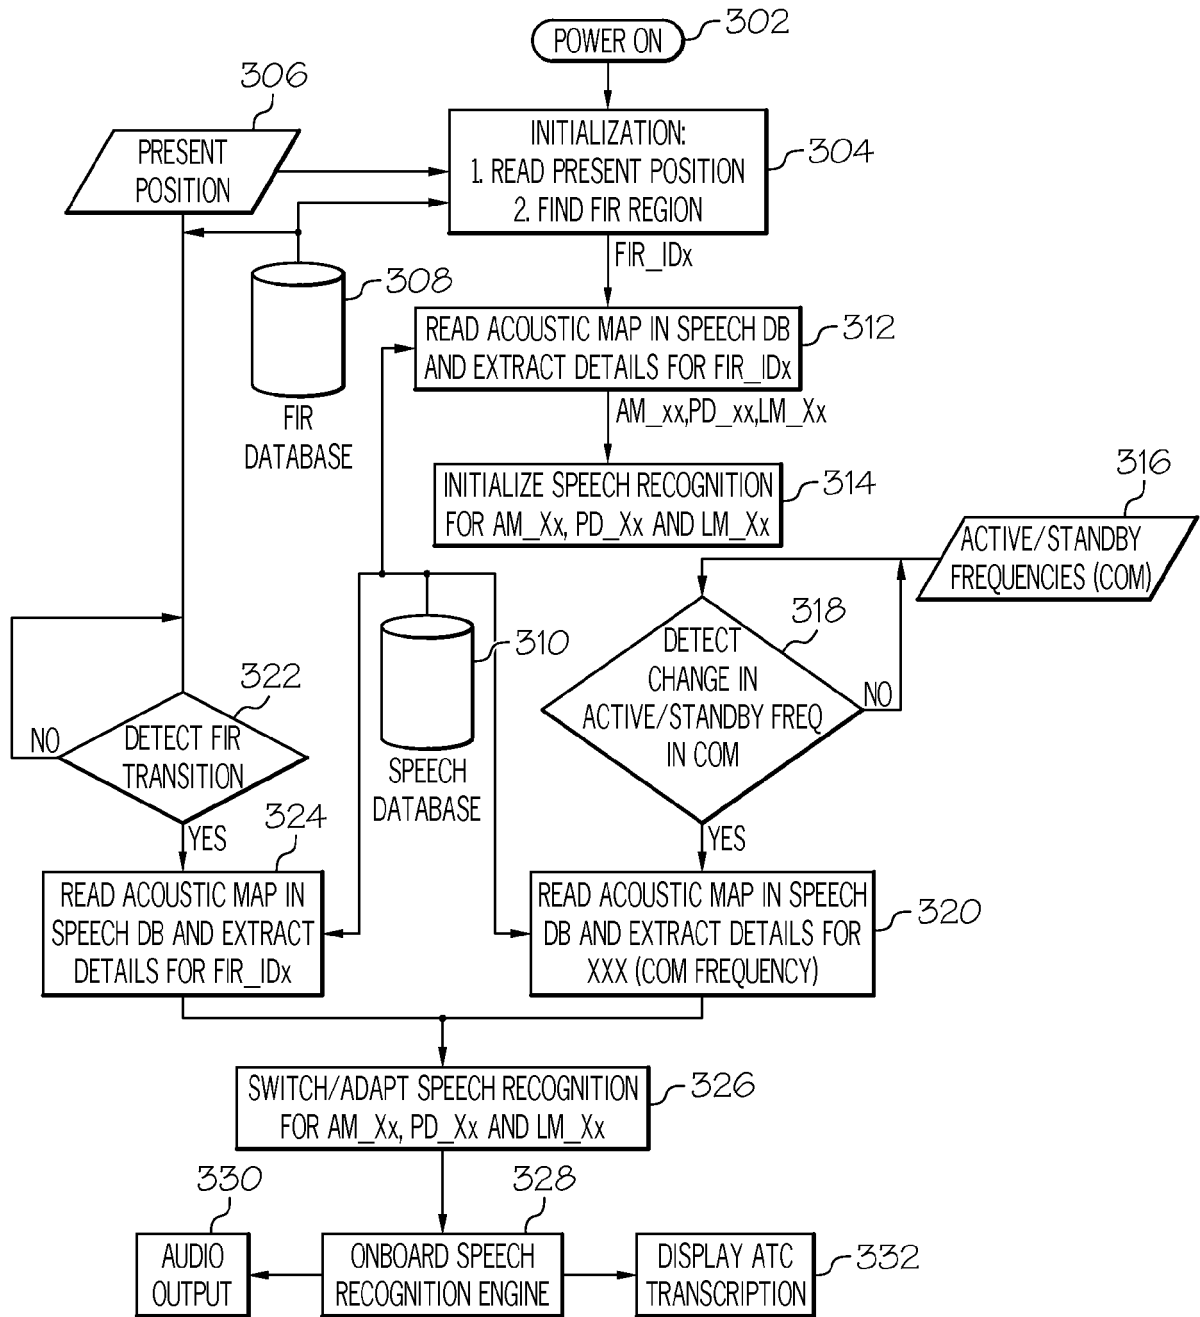 POWER ON
302
306
PRESENT
POSITION
INITIALIZATION:
1. READ PRESENT POSITION
2. FIND FIR REGION
304
FIR_IDx
308
FIR
DATABASE
READ ACOUSTIC MAP IN SPEECH DB
AND EXTRACT DETAILS FOR FIR_IDx
312
AM_xx,PD_xx,LM_Xx
INITIALIZE SPEECH RECOGNITION
FOR AM_Xx, PD_Xx AND LM_Xx
314
316
ACTIVE/STANDBY
FREQUENCIES (COM)
310
SPEECH
DATABASE
318
DETECT
CHANGE IN
ACTIVE/STANDBY FREQ
IN COM
NO
YES
322
NO
DETECT FIR
TRANSITION
YES
324
READ ACOUSTIC MAP IN
SPEECH DB AND EXTRACT
DETAILS FOR FIR_IDx
READ ACOUSTIC MAP IN SPEECH
DB AND EXTRACT DETAILS FOR
XXX (COM FREQUENCY)
320
SWITCH/ADAPT SPEECH RECOGNITION
FOR AM_Xx, PD_Xx AND LM_Xx
326
330
AUDIO
OUTPUT
328
ONBOARD SPEECH
RECOGNITION ENGINE
DISPLAY ATC
TRANSCRIPTION
332